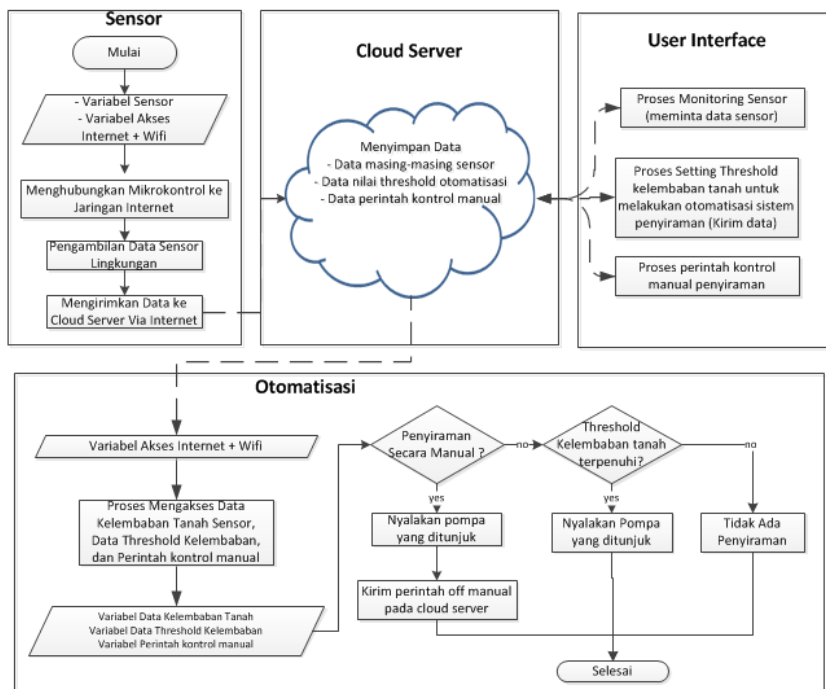 Sensor
Mulai
- Variabel Sensor
- Variabel Akses
Internet + Wifi
Menghubungkan Mikrokontrol ke
Jaringan Internet
Pengambilan Data Sensor
Lingkungan
Mengirimkan Data ke
Cloud Server Via Internet
Cloud Server
Menyimpan Data
- Data masing-masing sensor
- Data nilai threshold otomatisasi
- Data perintah kontrol manual
User Interface
Proses Monitoring Sensor
(meminta data sensor)
Proses Setting Threshold
kelembaban tanah untuk
melakukan otomatisasi sistem
penyiraman (Kirim data)
Proses perintah kontrol
manual penyiraman
Otomatisasi
Variabel Akses Internet + Wifi
Proses Mengakses Data
Kelembaban Tanah Sensor,
Data Threshold Kelembaban,
dan Perintah kontrol manual
Variabel Data Kelembaban Tanah
Variabel Data Threshold Kelembaban
Variabel Perintah kontrol manual
Penyiraman
Secara Manual ?
no
yes
Nyalakan pompa
yang ditunjuk
Kirim perintah off manual
pada cloud server
Threshold
Kelembaban tanah
terpenuhi?
no
yes
Nyalakan Pompa
yang ditunjuk
Tidak Ada
Penyiraman
Selesai